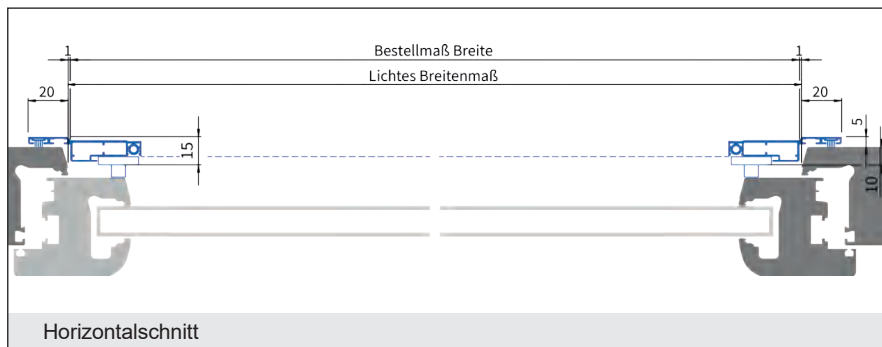 1 Bestellmaß Breite 1
Lichtes Breitenmaß
20 20
5
15
10
Horizontalschnitt